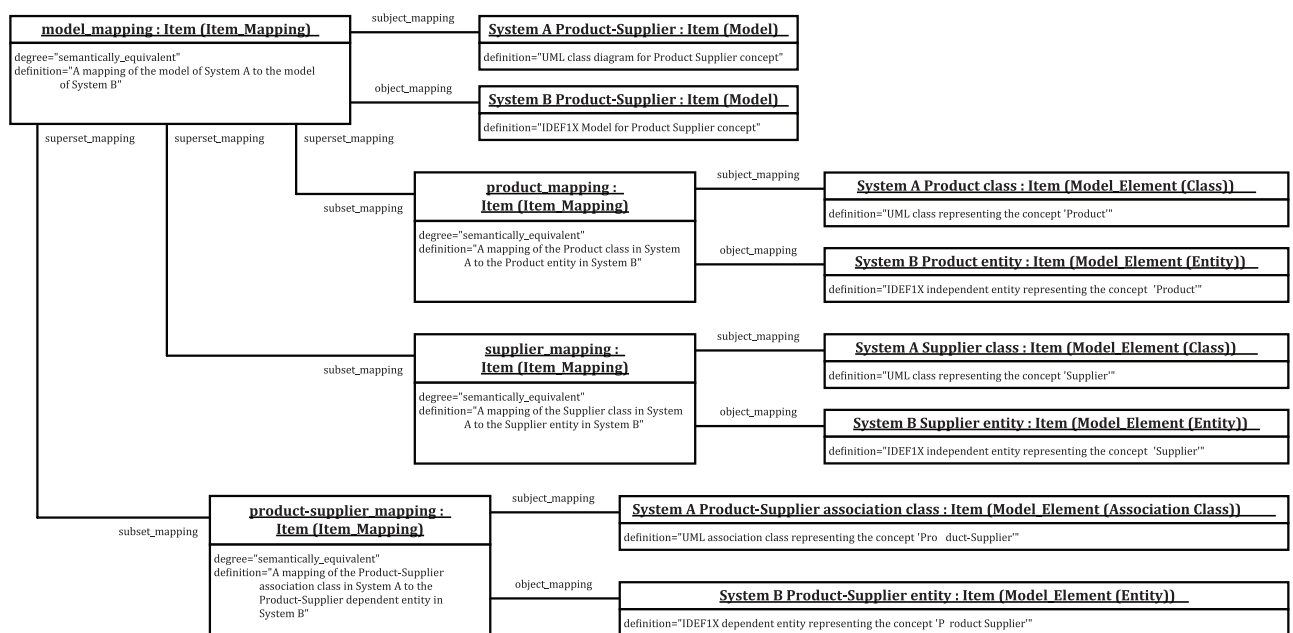 model_mapping : Item (Item_Mapping)
degree="semantically_equivalent"
definition="A mapping of the model of System A to the model
of System B"
subject_mapping
System A Product-Supplier : Item (Model)
definition="UML class diagram for Product Supplier concept"
object_mapping
System B Product-Supplier : Item (Model)
definition="IDEF1X Model for Product Supplier concept"
superset_mapping
superset_mapping
superset_mapping
subset_mapping
product_mapping :
Item (Item_Mapping)
degree="semantically_equivalent"
definition="A mapping of the Product class in System
A to the Product entity in System B"
subject_mapping
System A Product class : Item (Model_Element (Class))
definition="UML class representing the concept 'Product'"
object_mapping
System B Product entity : Item (Model_Element (Entity))
definition="IDEF1X independent entity representing the concept 'Product'"
subset_mapping
supplier_mapping :
Item (Item_Mapping)
degree="semantically_equivalent"
definition="A mapping of the Supplier class in System
A to the Supplier entity in System B"
subject_mapping
System A Supplier class : Item (Model_Element (Class))
definition="UML class representing the concept 'Supplier'"
object_mapping
System B Supplier entity : Item (Model_Element (Entity))
definition="IDEF1X independent entity representing the concept 'Supplier'"
subset_mapping
product-supplier_mapping :
Item (Item_Mapping)
degree="semantically_equivalent"
definition="A mapping of the Product-Supplier
association class in System A to the
Product-Supplier dependent entity in
System B"
subject_mapping
System A Product-Supplier association class : Item (Model_Element (Association Class))
definition="UML association class representing the concept 'Pro duct-Supplier'"
object_mapping
System B Product-Supplier entity : Item (Model_Element (Entity))
definition="IDEF1X dependent entity representing the concept 'P roduct Supplier'"